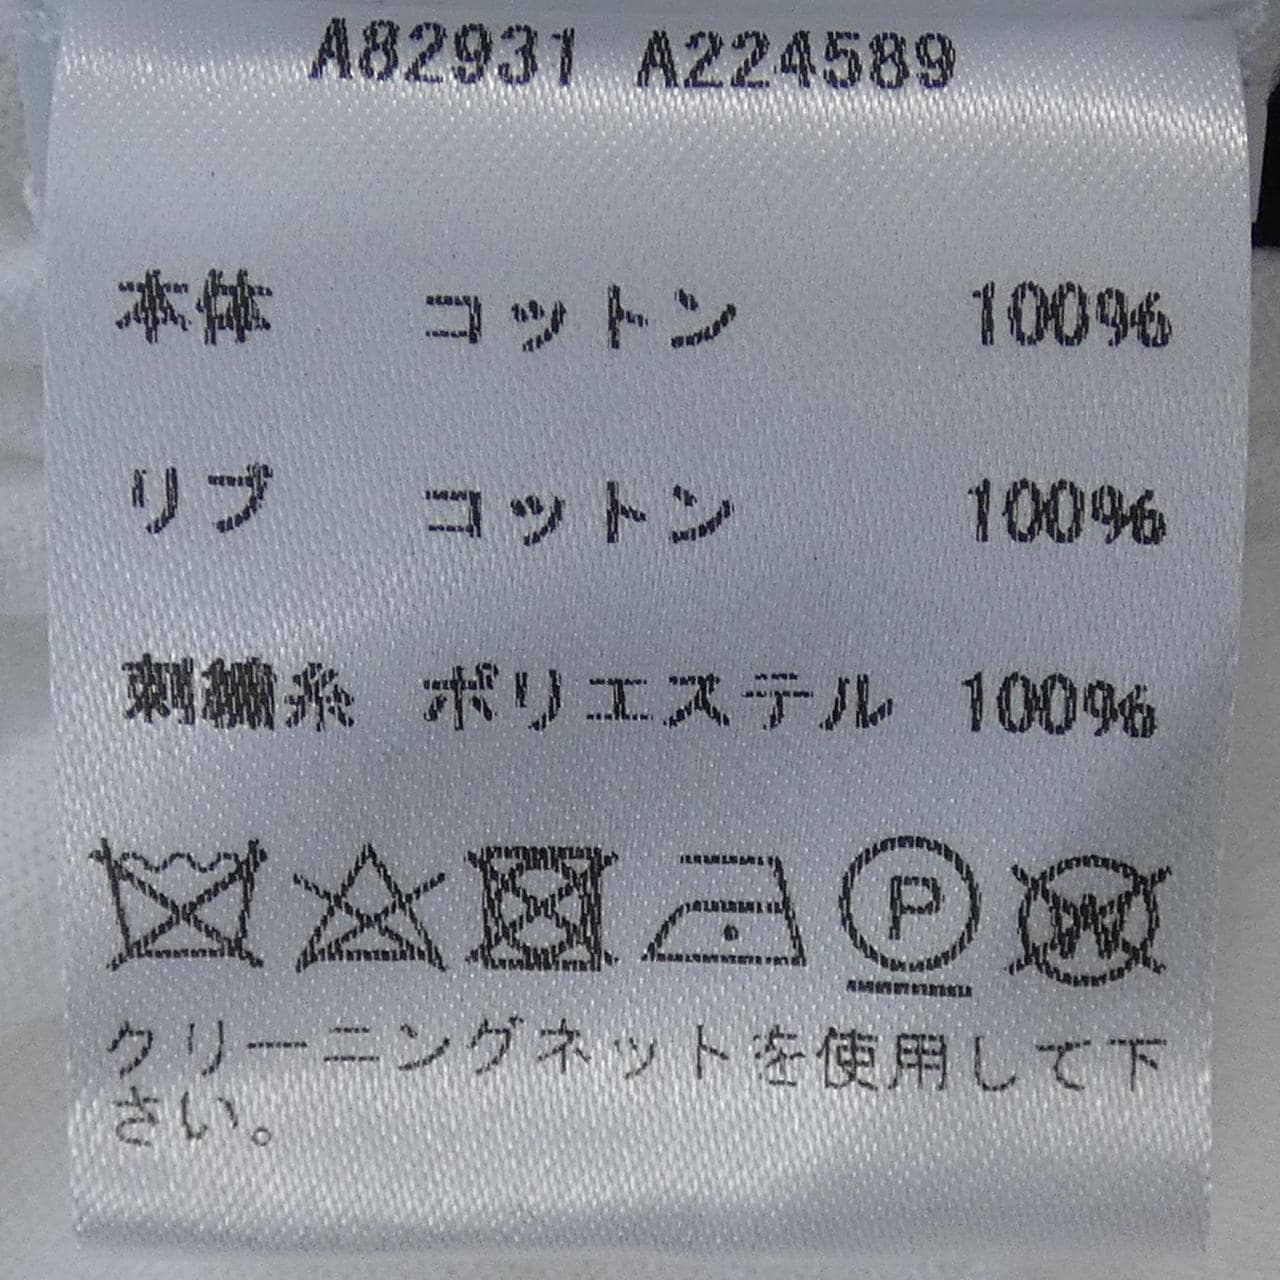 A82931 A224589
本体 コットン 100%
リブ コットン 100%
刺繍糸 ポリエステル 100%
P W
クリーニングネットを使用して下
さい。